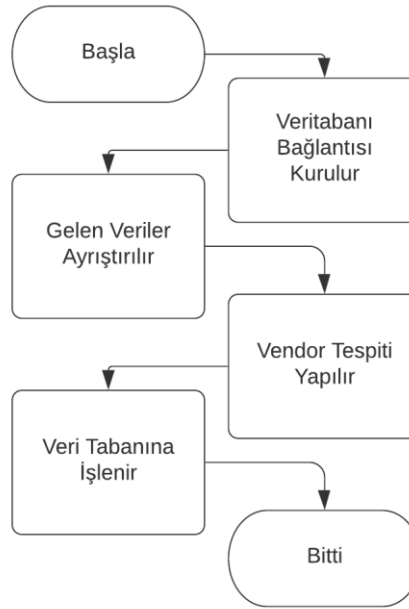 Başla
Veritabanı
Bağlantısı
Kurulur
Gelen Veriler
Ayrıştırılır
Vendor Tespiti
Yapılır
Veri Tabanına
İşlenir
Bitti